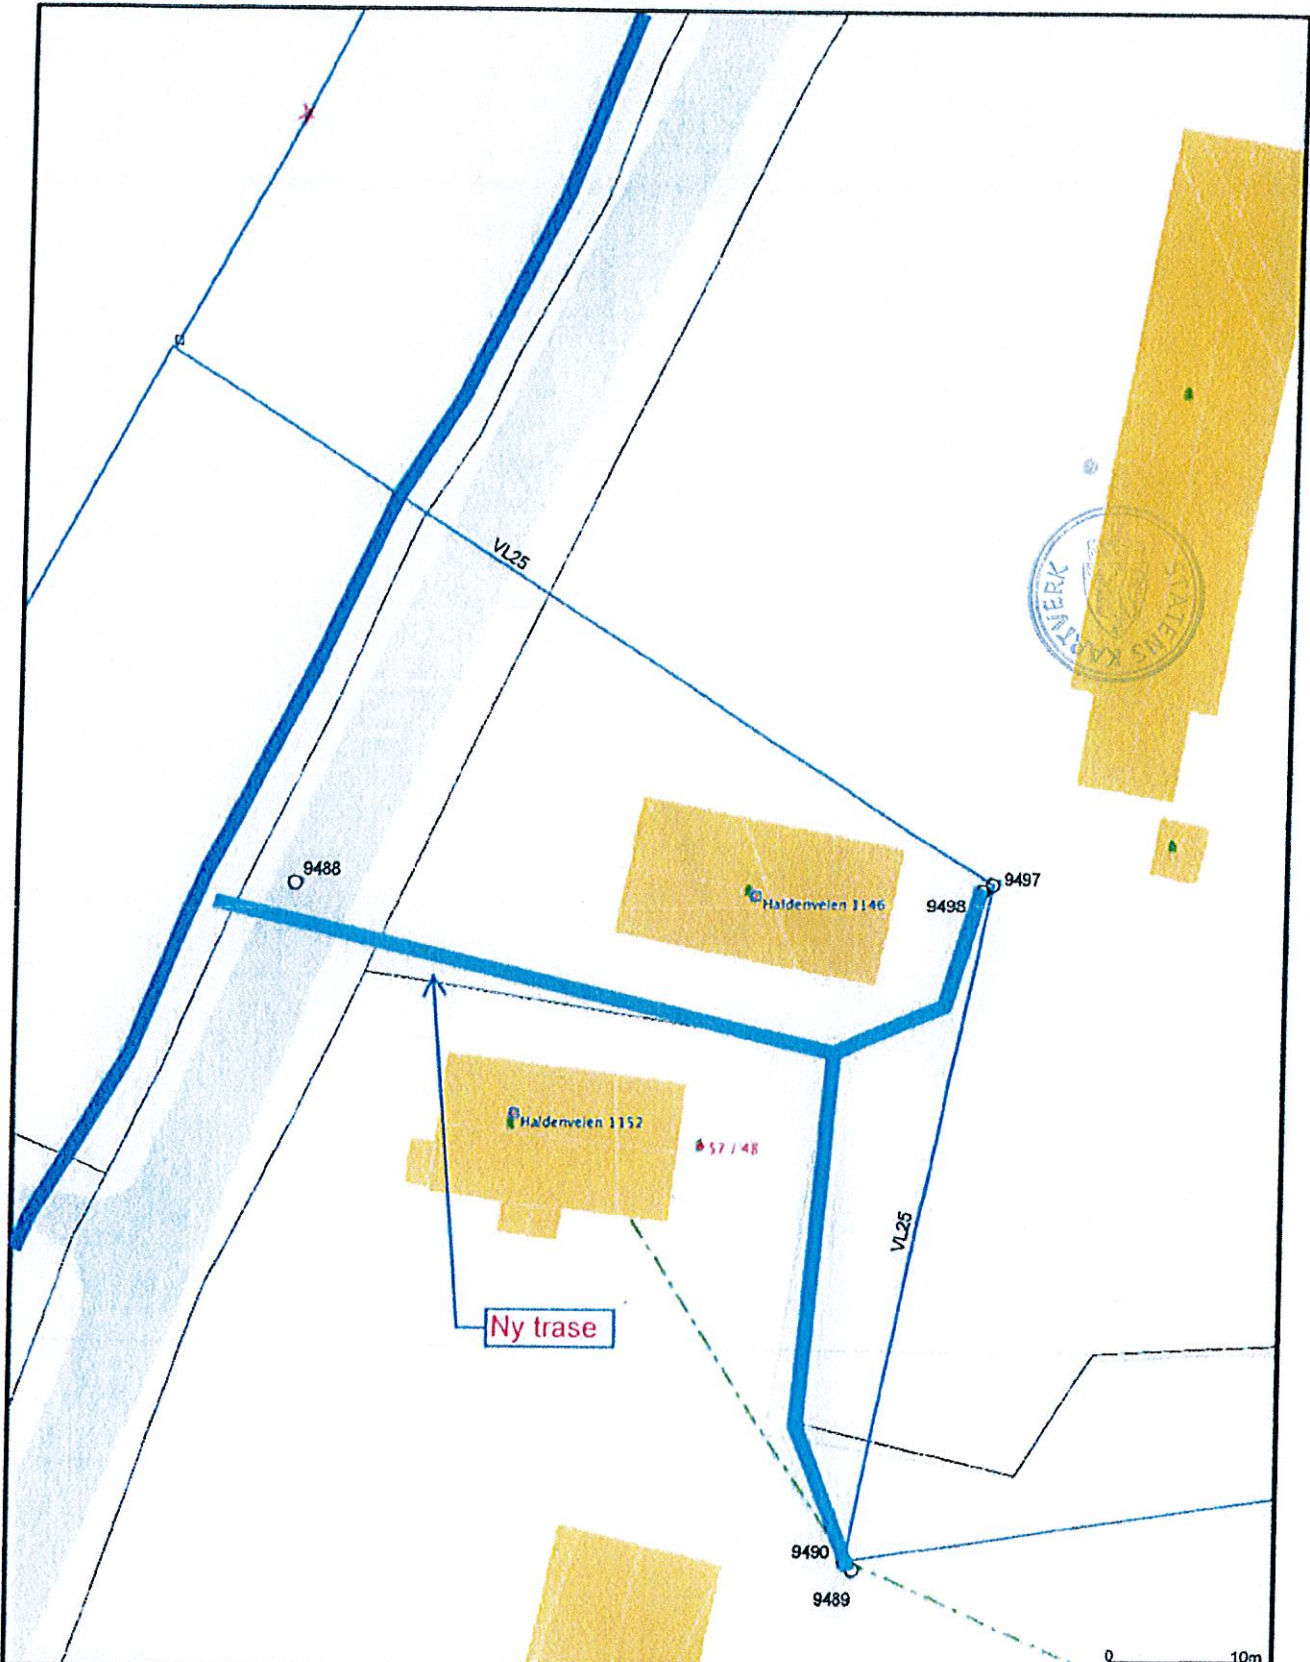 VL25
STATENS KARTVERK
9488
Haldenveien 1146
9497
9498
Haldenveien 1152
57 / 48
VL25
Ny trase
9490
9489
0 10m